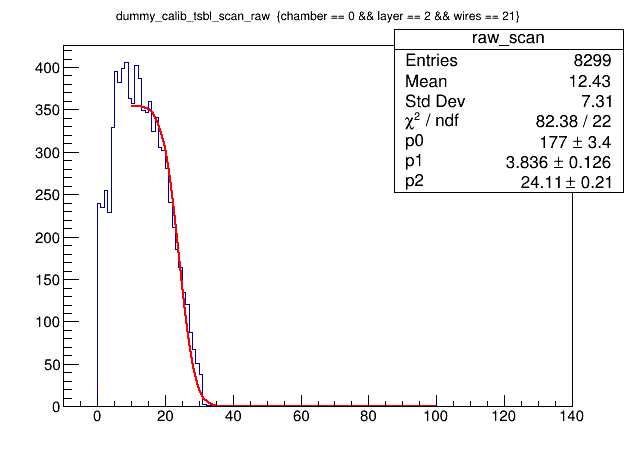 dummy_calib_tsbl_scan_raw {chamber == 0 && layer == 2 && wires == 21}
raw_scan
Entries 8299
Mean 12.43
Std Dev 7.31
χ² / ndf 82.38 / 22
p0 177 ± 3.4
p1 3.836 ± 0.126
p2 24.11 ± 0.21
400
350
300
250
200
150
100
50
0
0 20 40 60 80 100 120 140